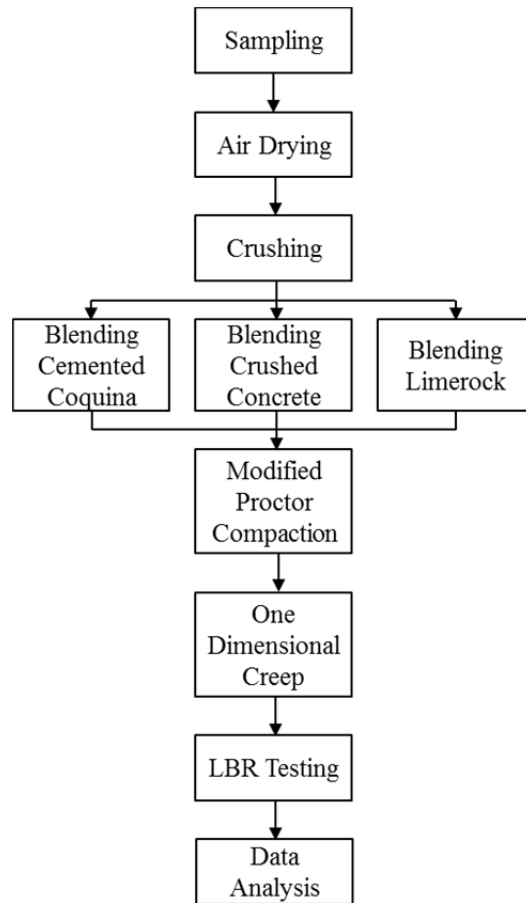 Sampling
Air Drying
Crushing
Blending
Cemented
Coquina
Blending
Crushed
Concrete
Blending
Limerock
Modified
Proctor
Compaction
One
Dimensional
Creep
LBR Testing
Data
Analysis